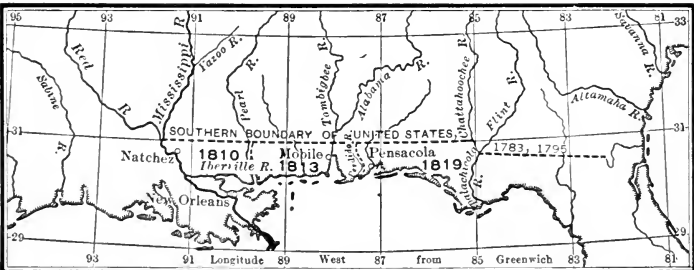 95 91 89 87 85 83 81 33
Red R.
Mississippi R.
Yazoo R.
Pearl R.
Tombigbee R.
Alabama R.
Chattahoochee R.
Flint R.
Savanna R.
Altamaha R.
Sabine R.
31 31
SOUTHERN BOUNDARY OF UNITED STATES,
1783, 1795
Natchez
1810
Mobile
Pensacola
Iberville R.
1813
1819
Perdido R.
Apalachicola R.
New Orleans
29 29
93 91 Longitude 89 West 87 from 85 Greenwich 83 81